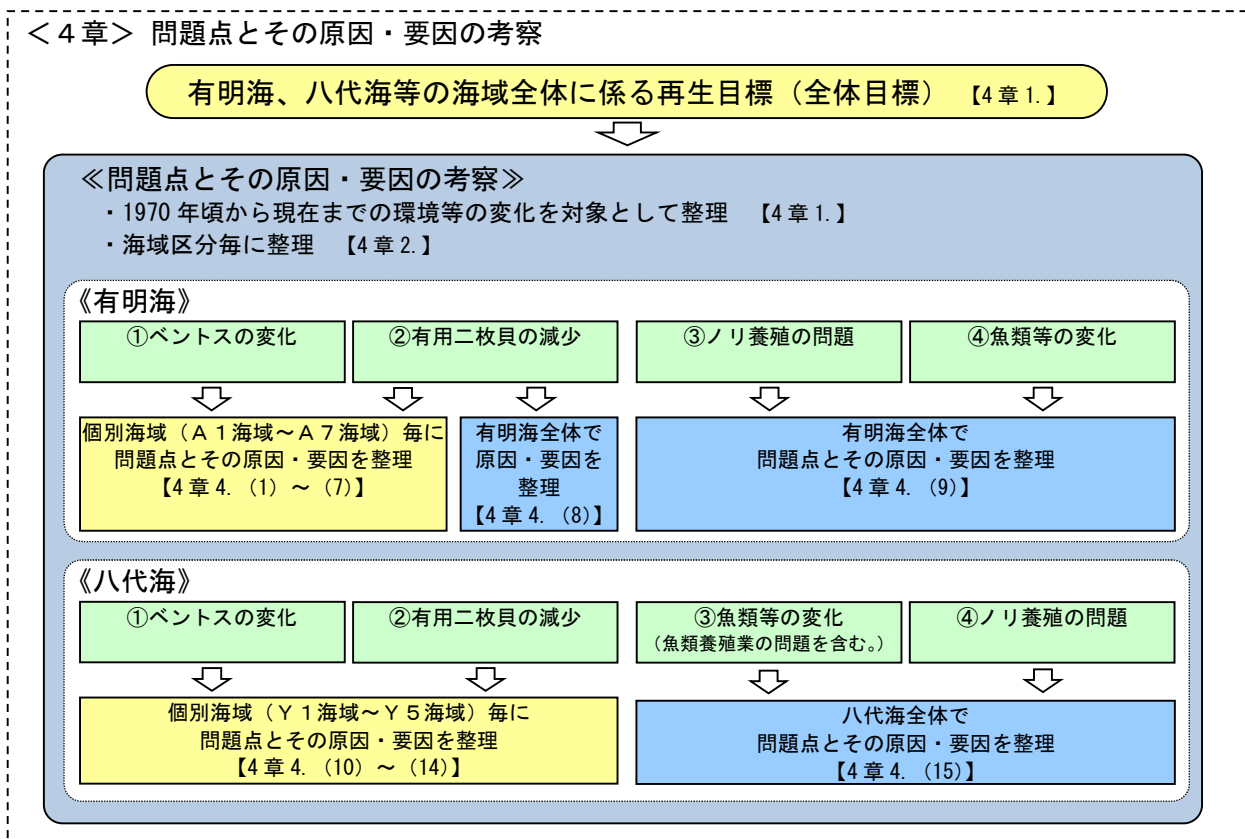 ＜４章＞ 問題点とその原因・要因の考察
有明海、八代海等の海域全体に係る再生目標（全体目標） 【4 章 1.】
≪問題点とその原因・要因の考察≫
・1970 年頃から現在までの環境等の変化を対象として整理 【4 章 1.】
・海域区分毎に整理 【4 章 2.】
《有明海》
①ベントスの変化
②有用二枚貝の減少
③ノリ養殖の問題
④魚類等の変化
個別海域（Ａ１海域～Ａ７海域）毎に
問題点とその原因・要因を整理
【4 章 4. (1) ～ (7)】
有明海全体で
原因・要因を
整理
【4 章 4. (8)】
有明海全体で
問題点とその原因・要因を整理
【4 章 4. (9)】
《八代海》
①ベントスの変化
②有用二枚貝の減少
③魚類等の変化
（魚類養殖業の問題を含む。）
④ノリ養殖の問題
個別海域（Ｙ１海域～Ｙ５海域）毎に
問題点とその原因・要因を整理
【4 章 4. (10) ～ (14)】
八代海全体で
問題点とその原因・要因を整理
【4 章 4. (15)】